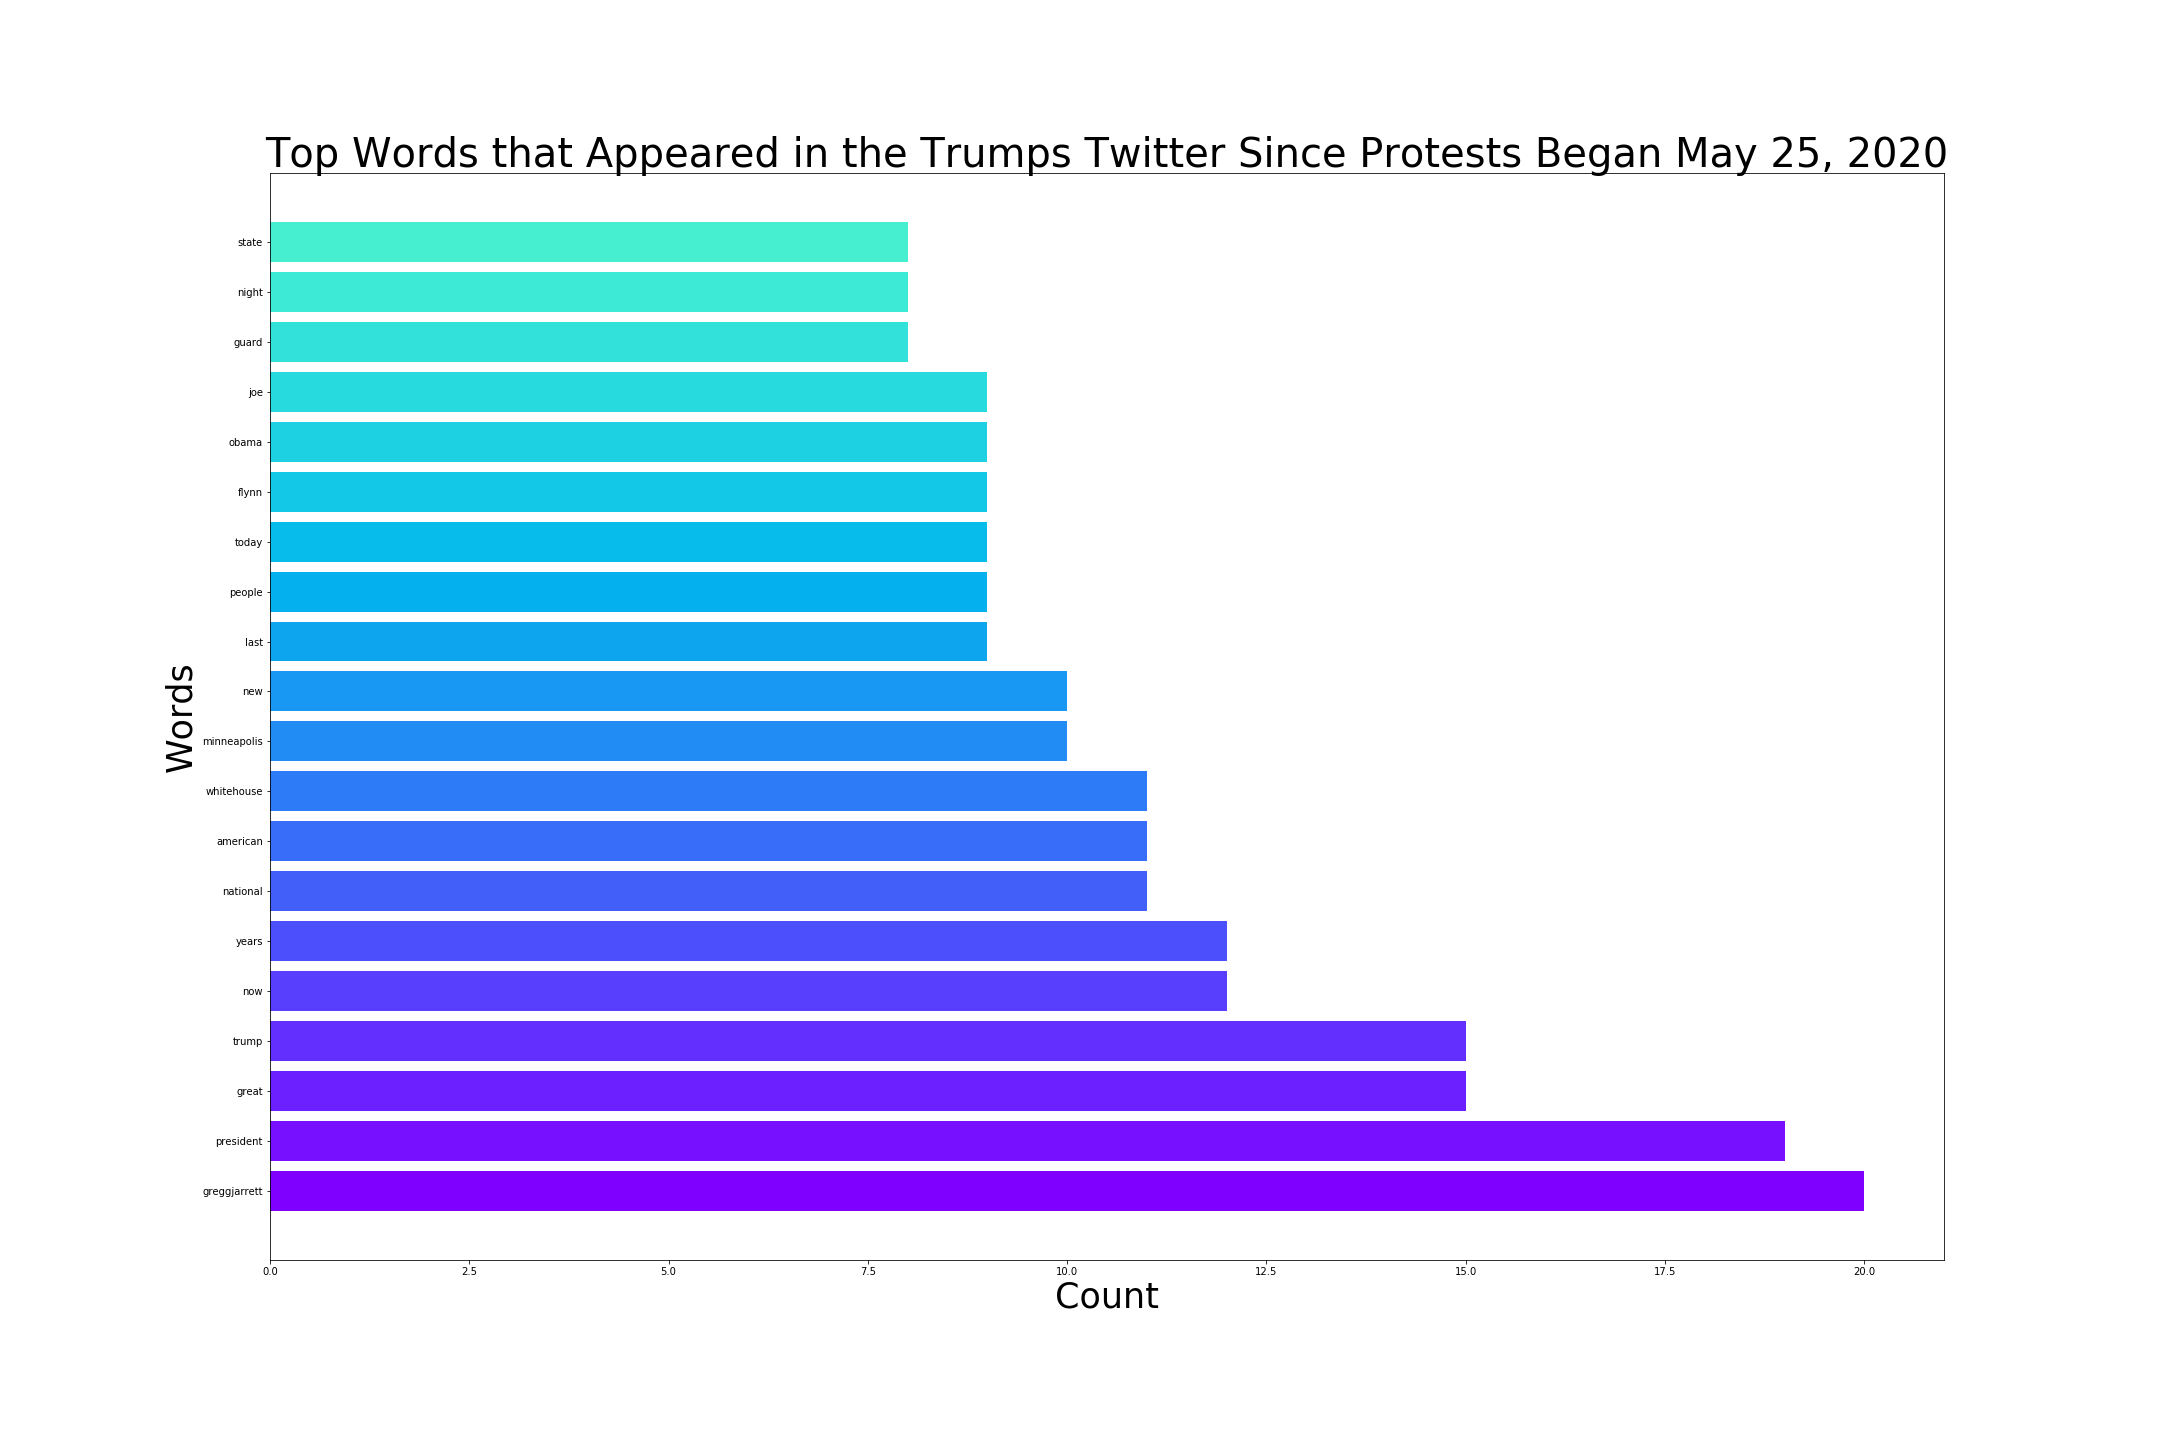 Top Words that Appeared in the Trumps Twitter Since Protests Began May 25, 2020
Words
state
night
guard
joe
obama
flynn
today
people
last
new
minneapolis
whitehouse
american
national
years
now
trump
great
president
greggjarrett
0.0 2.5 5.0 7.5 10.0 12.5 15.0 17.5 20.0
Count